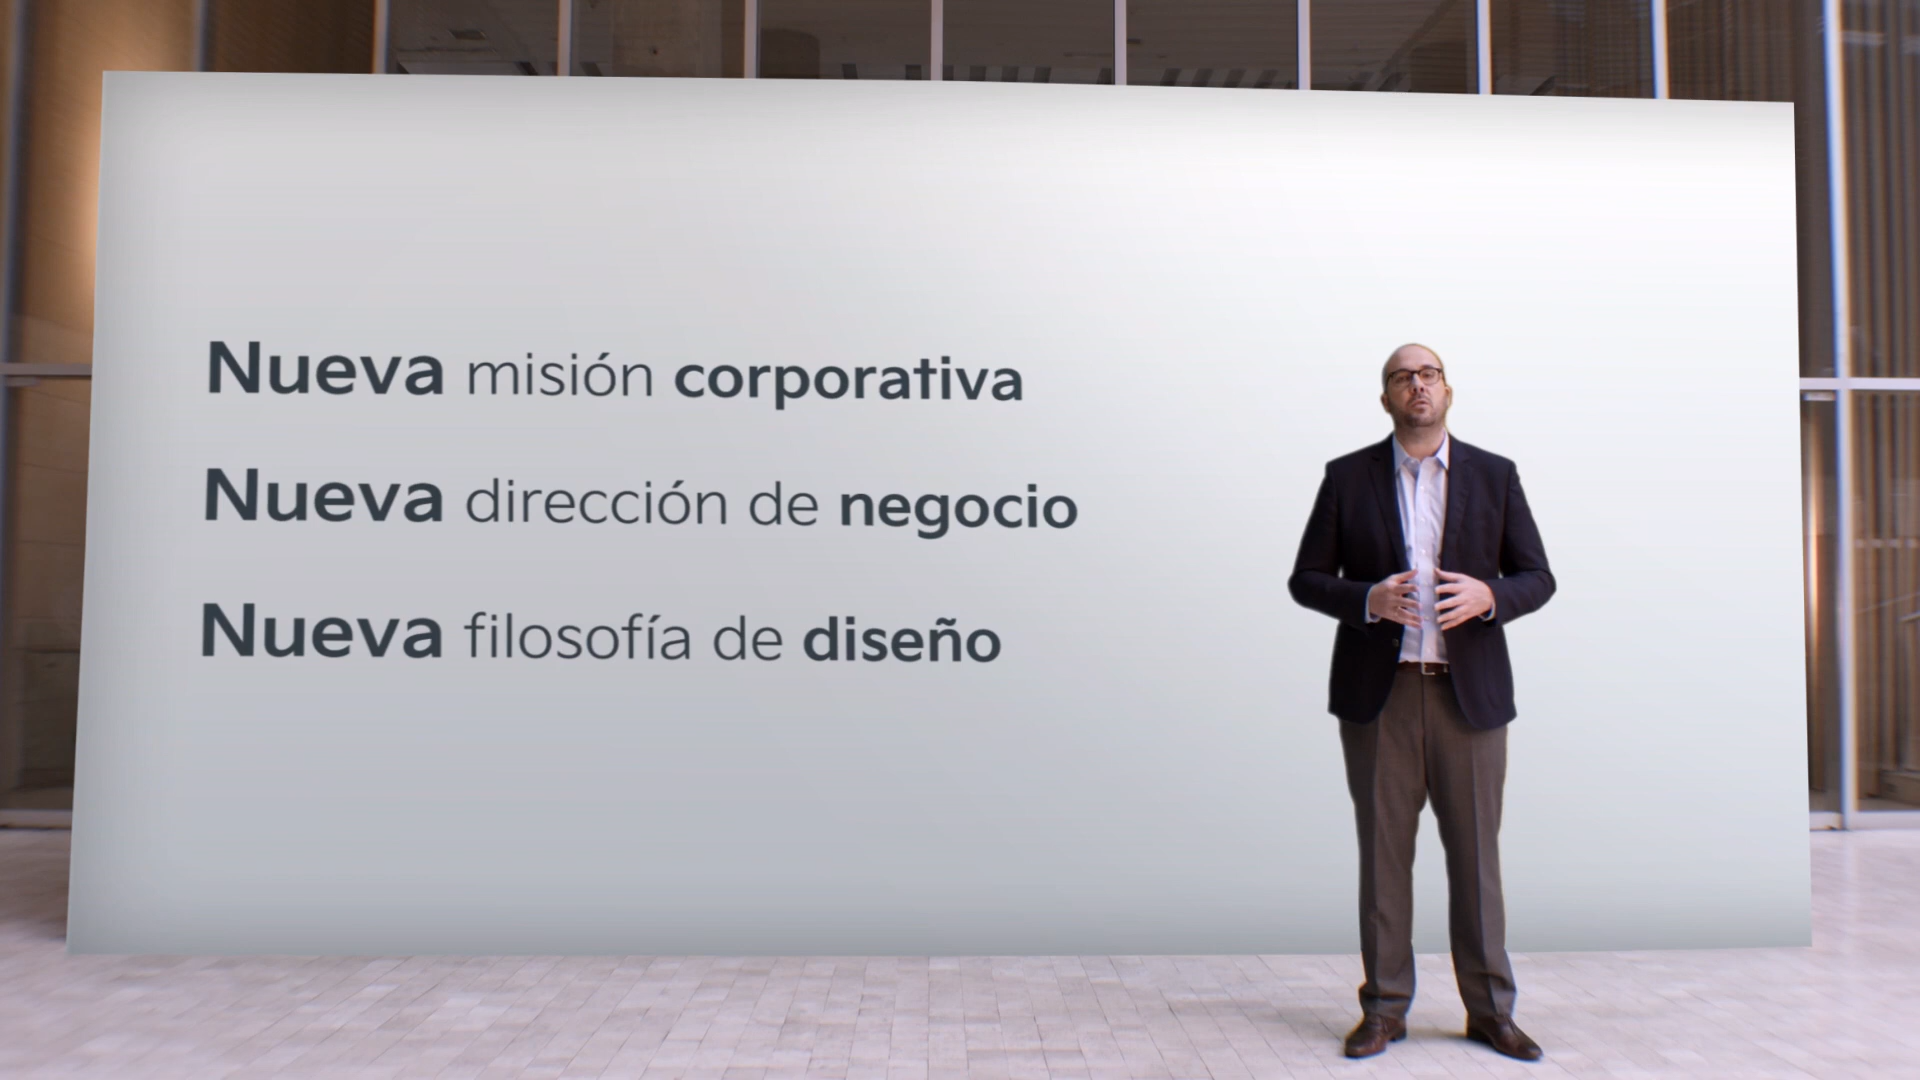 Nueva misión corporativa
Nueva dirección de negocio
Nueva filosofía de diseño